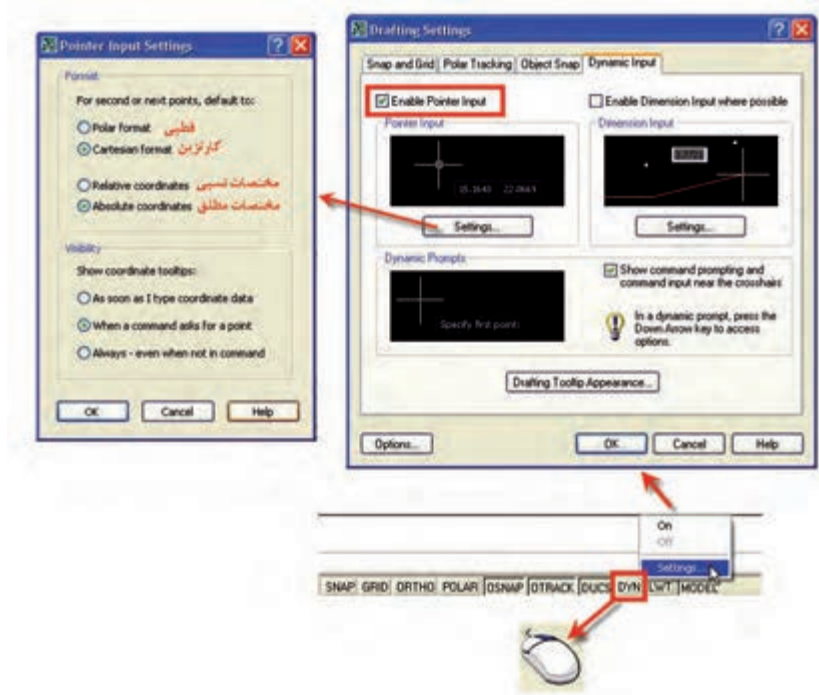 Pointer Input Settings
Format
For second or next points, default to:
Polar format قطبی
Cartesian format کارتزین
Relative coordinates مختصات نسبی
Absolute coordinates مختصات مطلق
Visibility
Show coordinate tooltips:
As soon as I type coordinate data
When a command asks for a point
Always - even when not in command
OK Cancel Help
Drafting Settings
Snap and Grid Polar Tracking Object Snap Dynamic Input
Enable Pointer Input
Enable Dimension Input where possible
Pointer Input
Dimension Input
Settings...
Settings...
Dynamic Prompts
Specify first point:
Show command prompting and
command input near the crosshairs
In a dynamic prompt, press the
Down Arrow key to access
options.
Drafting Tooltip Appearance...
Options... OK Cancel Help
On
Off
Settings...
SNAP GRID ORTHO POLAR OSNAP OTRACK DUCS DYN LWT MODEL